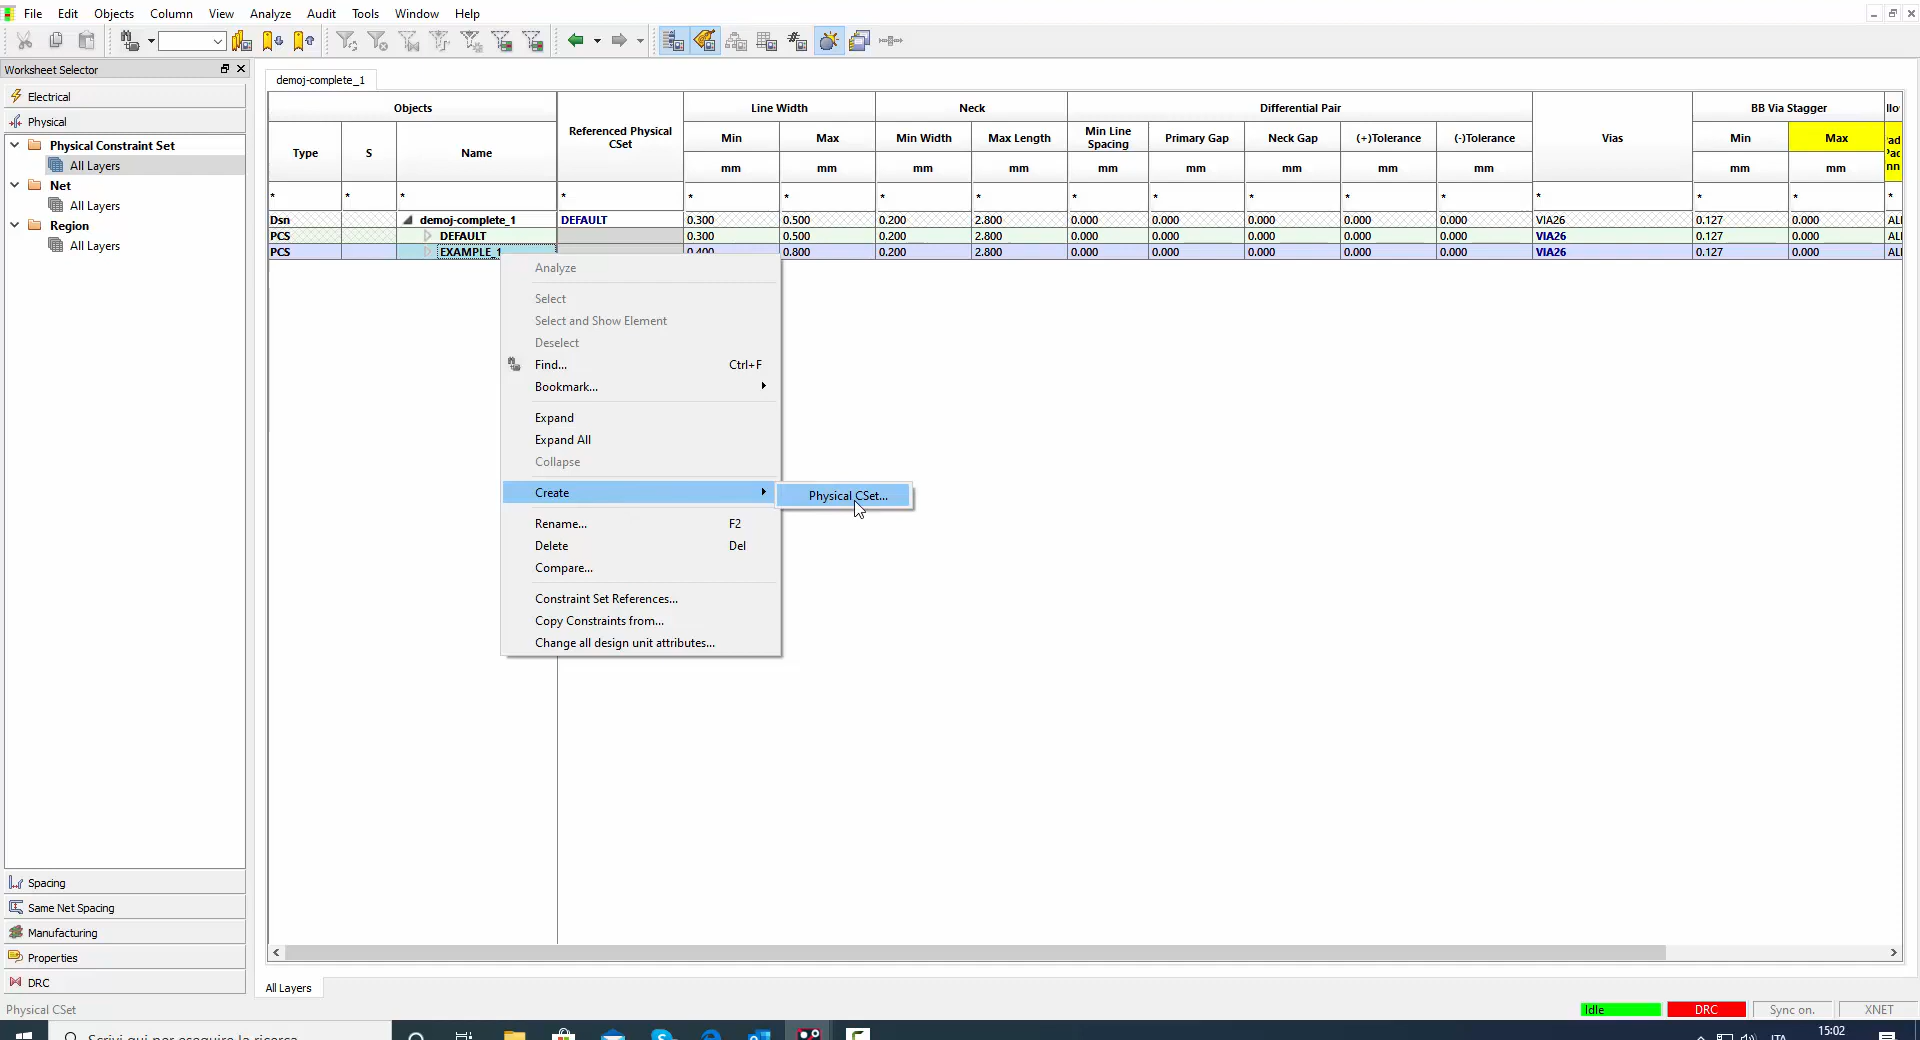 File Edit Objects Column View Analyze Audit Tools Window Help
Worksheet Selector
Electrical
Physical
Physical Constraint Set
All Layers
Net
All Layers
Region
All Layers
Spacing
Same Net Spacing
Manufacturing
Properties
DRC
demoj-complete_1
Objects Referenced Physical CSet Line Width Neck Differential Pair Vias BB Via Stagger
Type S Name Min Max Min Width Max Length Min Line Spacing Primary Gap Neck Gap (+)Tolerance (-)Tolerance Min Max
mm mm mm mm mm mm mm mm mm mm mm
* * * * * * * * * * * * * * * * *
Dsn demoj-complete_1 DEFAULT 0.300 0.500 0.200 2.800 0.000 0.000 0.000 0.000 0.000 VIA26 0.127 0.000
PCS DEFAULT 0.300 0.500 0.200 2.800 0.000 0.000 0.000 0.000 0.000 VIA26 0.127 0.000
PCS EXAMPLE_1 0.400 0.800 0.200 2.800 0.000 0.000 0.000 0.000 0.000 VIA26 0.127 0.000
Analyze
Select
Select and Show Element
Deselect
Find... Ctrl+F
Bookmark...
Expand
Expand All
Collapse
Create
Physical CSet...
Rename... F2
Delete Del
Compare...
Constraint Set References...
Copy Constraints from...
Change all design unit attributes...
All Layers
Physical CSet
Idle DRC Sync on. XNET
Scrivi qui per eseguire la ricerca
15:02